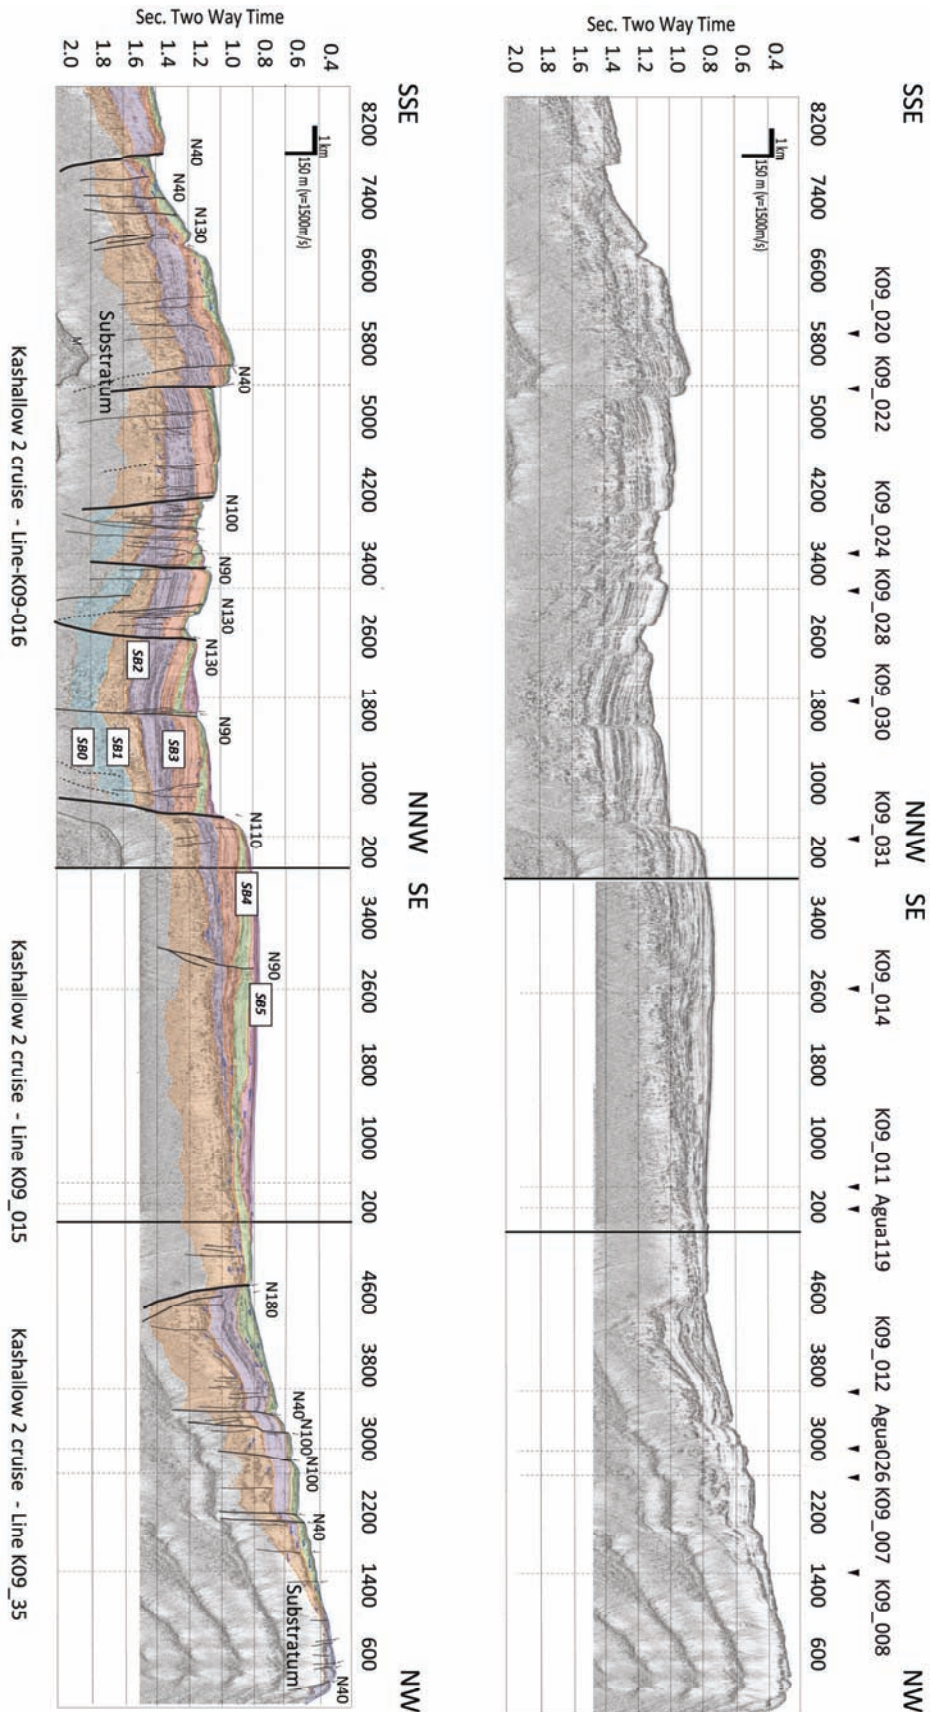 SSE NNW SE NW
K09_020 K09_022 K09_024 K09_028 K09_030 K09_031 K09_014 K09_011 Agua119 K09_012 Agua026 K09_007 K09_008
8200 7400 6600 5800 5000 4200 3400 2600 1800 1000 200 3400 2600 1800 1000 200 4600 3800 3000 2200 1400 600
Sec. Two Way Time
0.4
0.6
0.8
1.0
1.2
1.4
1.6
1.8
2.0
1 km
150 m (v=1500m/s)
SSE NNW SE NW
8200 7400 6600 5800 5000 4200 3400 2600 1800 1000 200 3400 2600 1800 1000 200 4600 3800 3000 2200 1400 600
Sec. Two Way Time
0.4
0.6
0.8
1.0
1.2
1.4
1.6
1.8
2.0
1 km
150 m (v=1500m/s)
N40 N40 N130 N40 N100 N90 N130 N130 N90 N110 N90 N180 N40 N100 N100 N40 N40
SB5
SB4
SB3
SB2
SB1
SB0
Substratum
Substratum
M
Kashallow 2 cruise - Line-K09-016
Kashallow 2 cruise - Line K09_015
Kashallow 2 cruise - Line K09_35